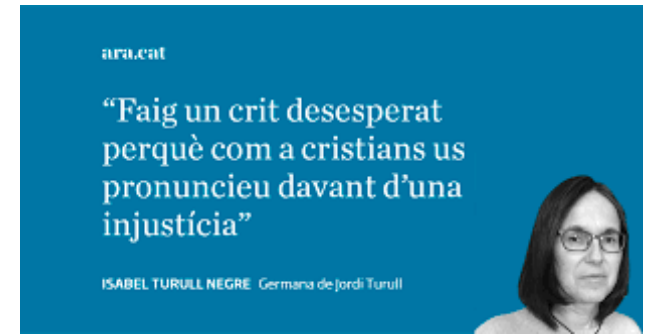 ara.cat
“Faig un crit desesperat
perquè com a cristians us
pronuncieu davant d’una
injustícia”
ISABEL TURULL NEGRE Germana de Jordi Turull